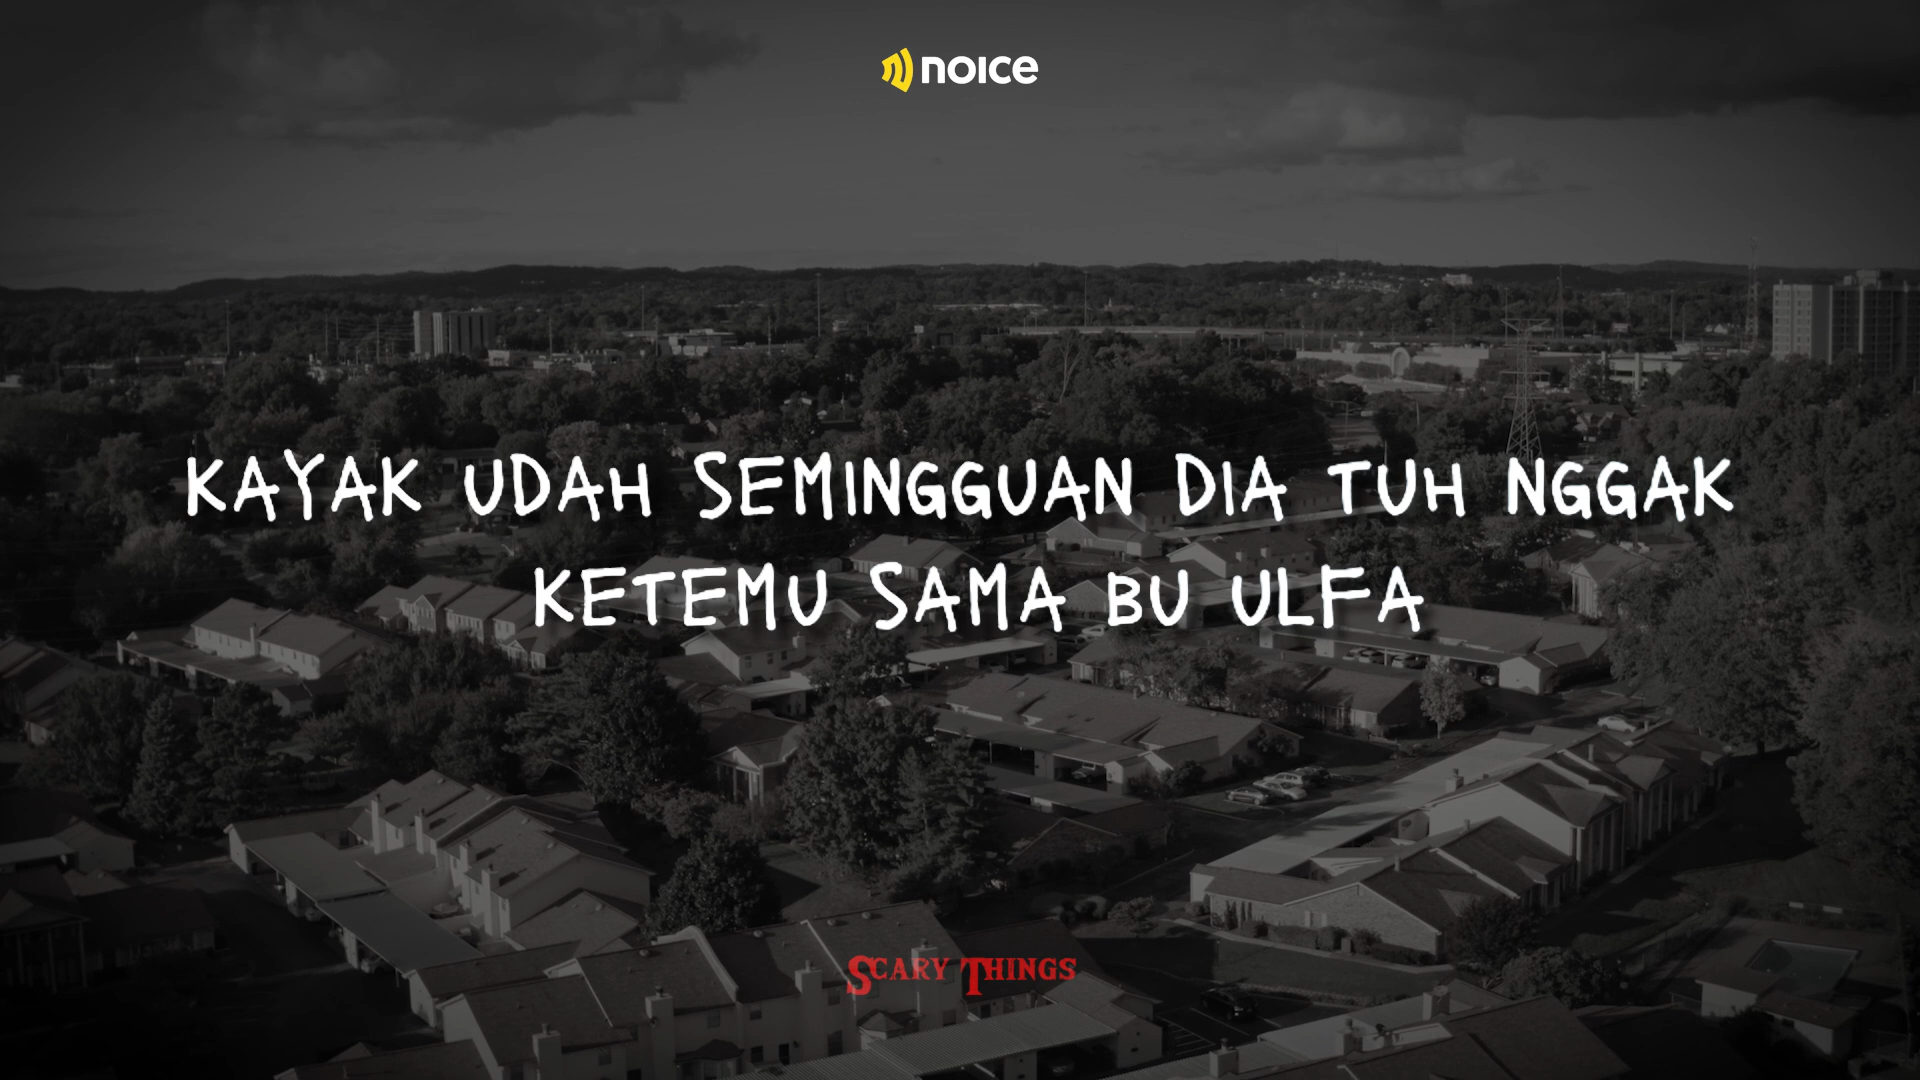 noice
KAYAK UDAH SEMINGGUAN DIA TUH NGGAK
KETEMU SAMA BU ULFA
SCARY THINGS